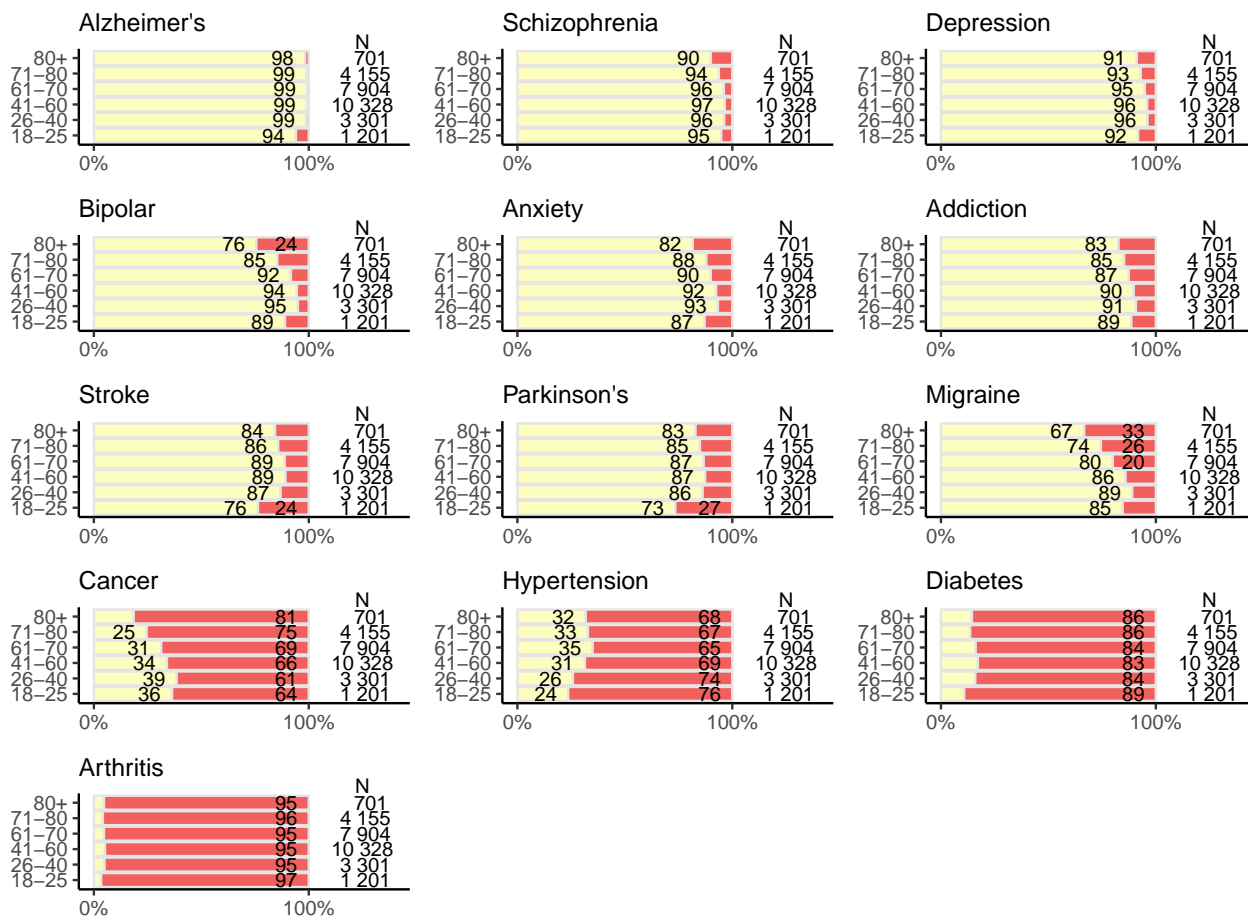 Alzheimer's
N
80+ 98 701
71–80 99 4 155
61–70 99 7 904
41–60 99 10 328
26–40 99 3 301
18–25 94 1 201
0% 100%
Schizophrenia
N
80+ 90 701
71–80 94 4 155
61–70 96 7 904
41–60 97 10 328
26–40 96 3 301
18–25 95 1 201
0% 100%
Depression
N
80+ 91 701
71–80 93 4 155
61–70 95 7 904
41–60 96 10 328
26–40 96 3 301
18–25 92 1 201
0% 100%
Bipolar
N
80+ 76 24 701
71–80 85 4 155
61–70 92 7 904
41–60 94 10 328
26–40 95 3 301
18–25 89 1 201
0% 100%
Anxiety
N
80+ 82 701
71–80 88 4 155
61–70 90 7 904
41–60 92 10 328
26–40 93 3 301
18–25 87 1 201
0% 100%
Addiction
N
80+ 83 701
71–80 85 4 155
61–70 87 7 904
41–60 90 10 328
26–40 91 3 301
18–25 89 1 201
0% 100%
Stroke
N
80+ 84 701
71–80 86 4 155
61–70 89 7 904
41–60 89 10 328
26–40 87 3 301
18–25 76 24 1 201
0% 100%
Parkinson's
N
80+ 83 701
71–80 85 4 155
61–70 87 7 904
41–60 87 10 328
26–40 86 3 301
18–25 73 27 1 201
0% 100%
Migraine
N
80+ 67 33 701
71–80 74 26 4 155
61–70 80 20 7 904
41–60 86 10 328
26–40 89 3 301
18–25 85 1 201
0% 100%
Cancer
N
80+ 81 701
71–80 25 75 4 155
61–70 31 69 7 904
41–60 34 66 10 328
26–40 39 61 3 301
18–25 36 64 1 201
0% 100%
Hypertension
N
80+ 32 68 701
71–80 33 67 4 155
61–70 35 65 7 904
41–60 31 69 10 328
26–40 26 74 3 301
18–25 24 76 1 201
0% 100%
Diabetes
N
80+ 86 701
71–80 86 4 155
61–70 84 7 904
41–60 83 10 328
26–40 84 3 301
18–25 89 1 201
0% 100%
Arthritis
N
80+ 95 701
71–80 96 4 155
61–70 95 7 904
41–60 95 10 328
26–40 95 3 301
18–25 97 1 201
0% 100%